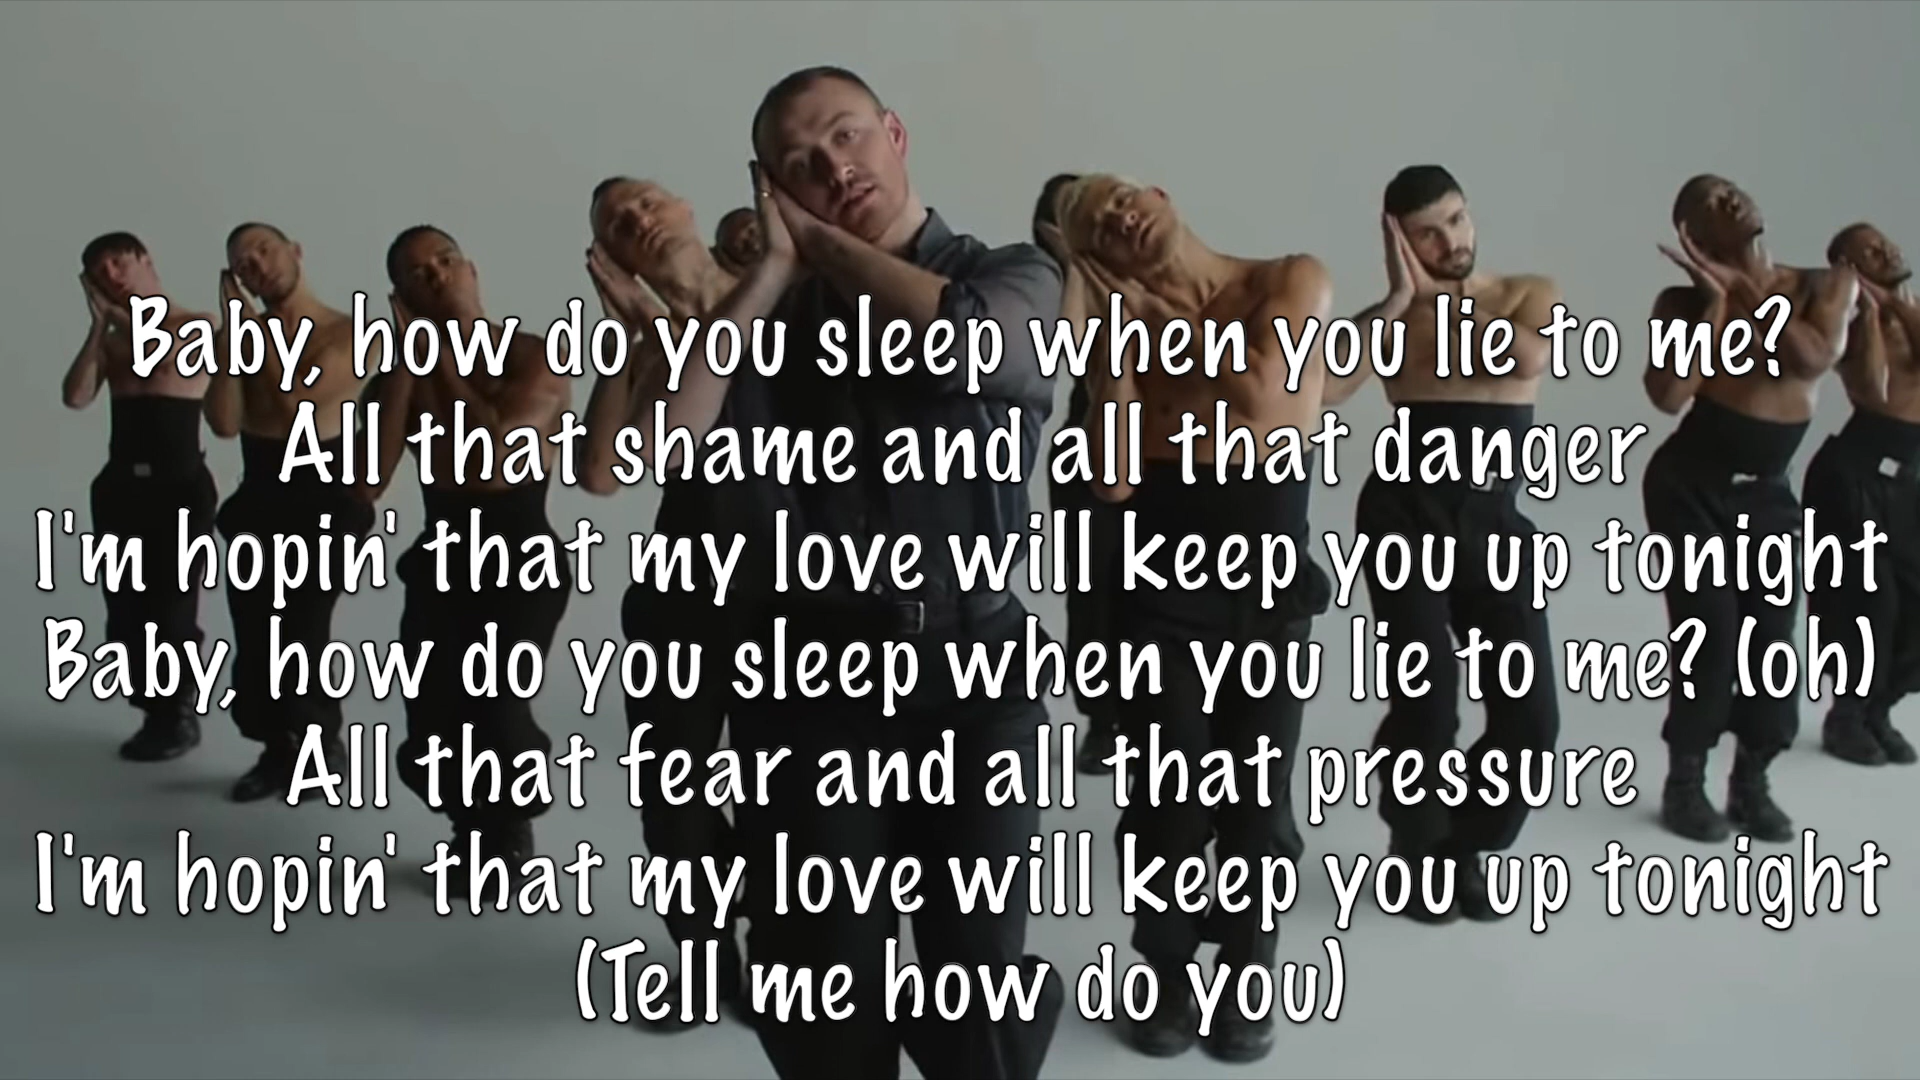 Baby, how do you sleep when you lie to me?
All that shame and all that danger
I'm hopin' that my love will keep you up tonight
Baby, how do you sleep when you lie to me? (oh)
All that fear and all that pressure
I'm hopin' that my love will keep you up tonight
(Tell me how do you)